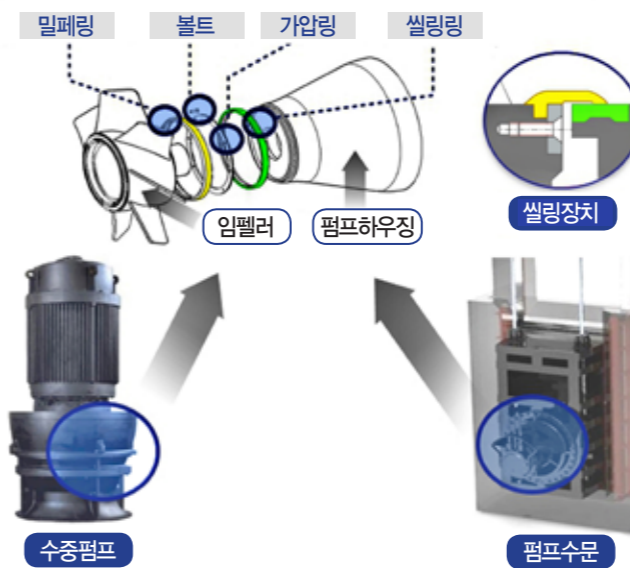 밀페링
볼트
가압링
씰링링
임펠러
펌프하우징
씰링장치
수중펌프
펌프수문